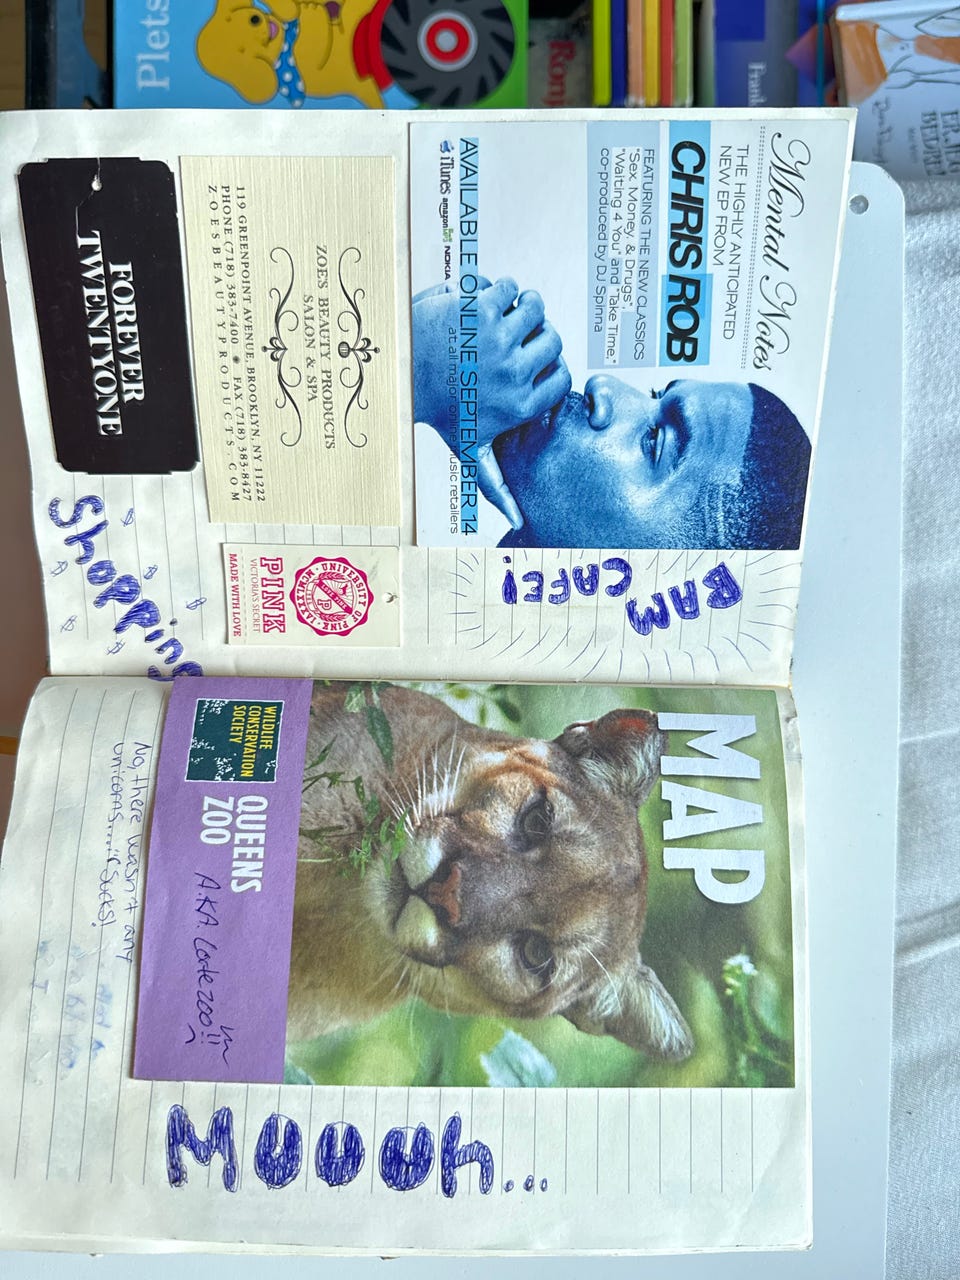 Mental Notes
THE HIGHLY ANTICIPATED
NEW EP FROM
CHRIS ROB
FEATURING THE NEW CLASSICS
"Sex, Money, & Drugs",
"Waiting 4 You" and "Take Time,"
co-produced by DJ Spinna
AVAILABLE ONLINE SEPTEMBER 14
at all major online music retailers
iTunes amazon NOKIA
BAM
CAFE!
ZOE'S BEAUTY PRODUCTS
SALON & SPA
119 GREENPOINT AVENUE, BROOKLYN, NY 11222
PHONE (718) 383-7400 FAX (718) 383-8427
ZOESBEAUTYPRODUCTS.COM
UNIVERSITY OF PINK
PINK
VICTORIA'S SECRET
MADE WITH LOVE
FOREVER
TWENTYONE
$ $ $ $ $
Shopping
MAP
WILDLIFE
CONSERVATION
SOCIETY
QUEENS
ZOO
A.K.A. Cortezoo!!
No, there wasn't any
Unicorns....
Sucks!
Plets
Frank